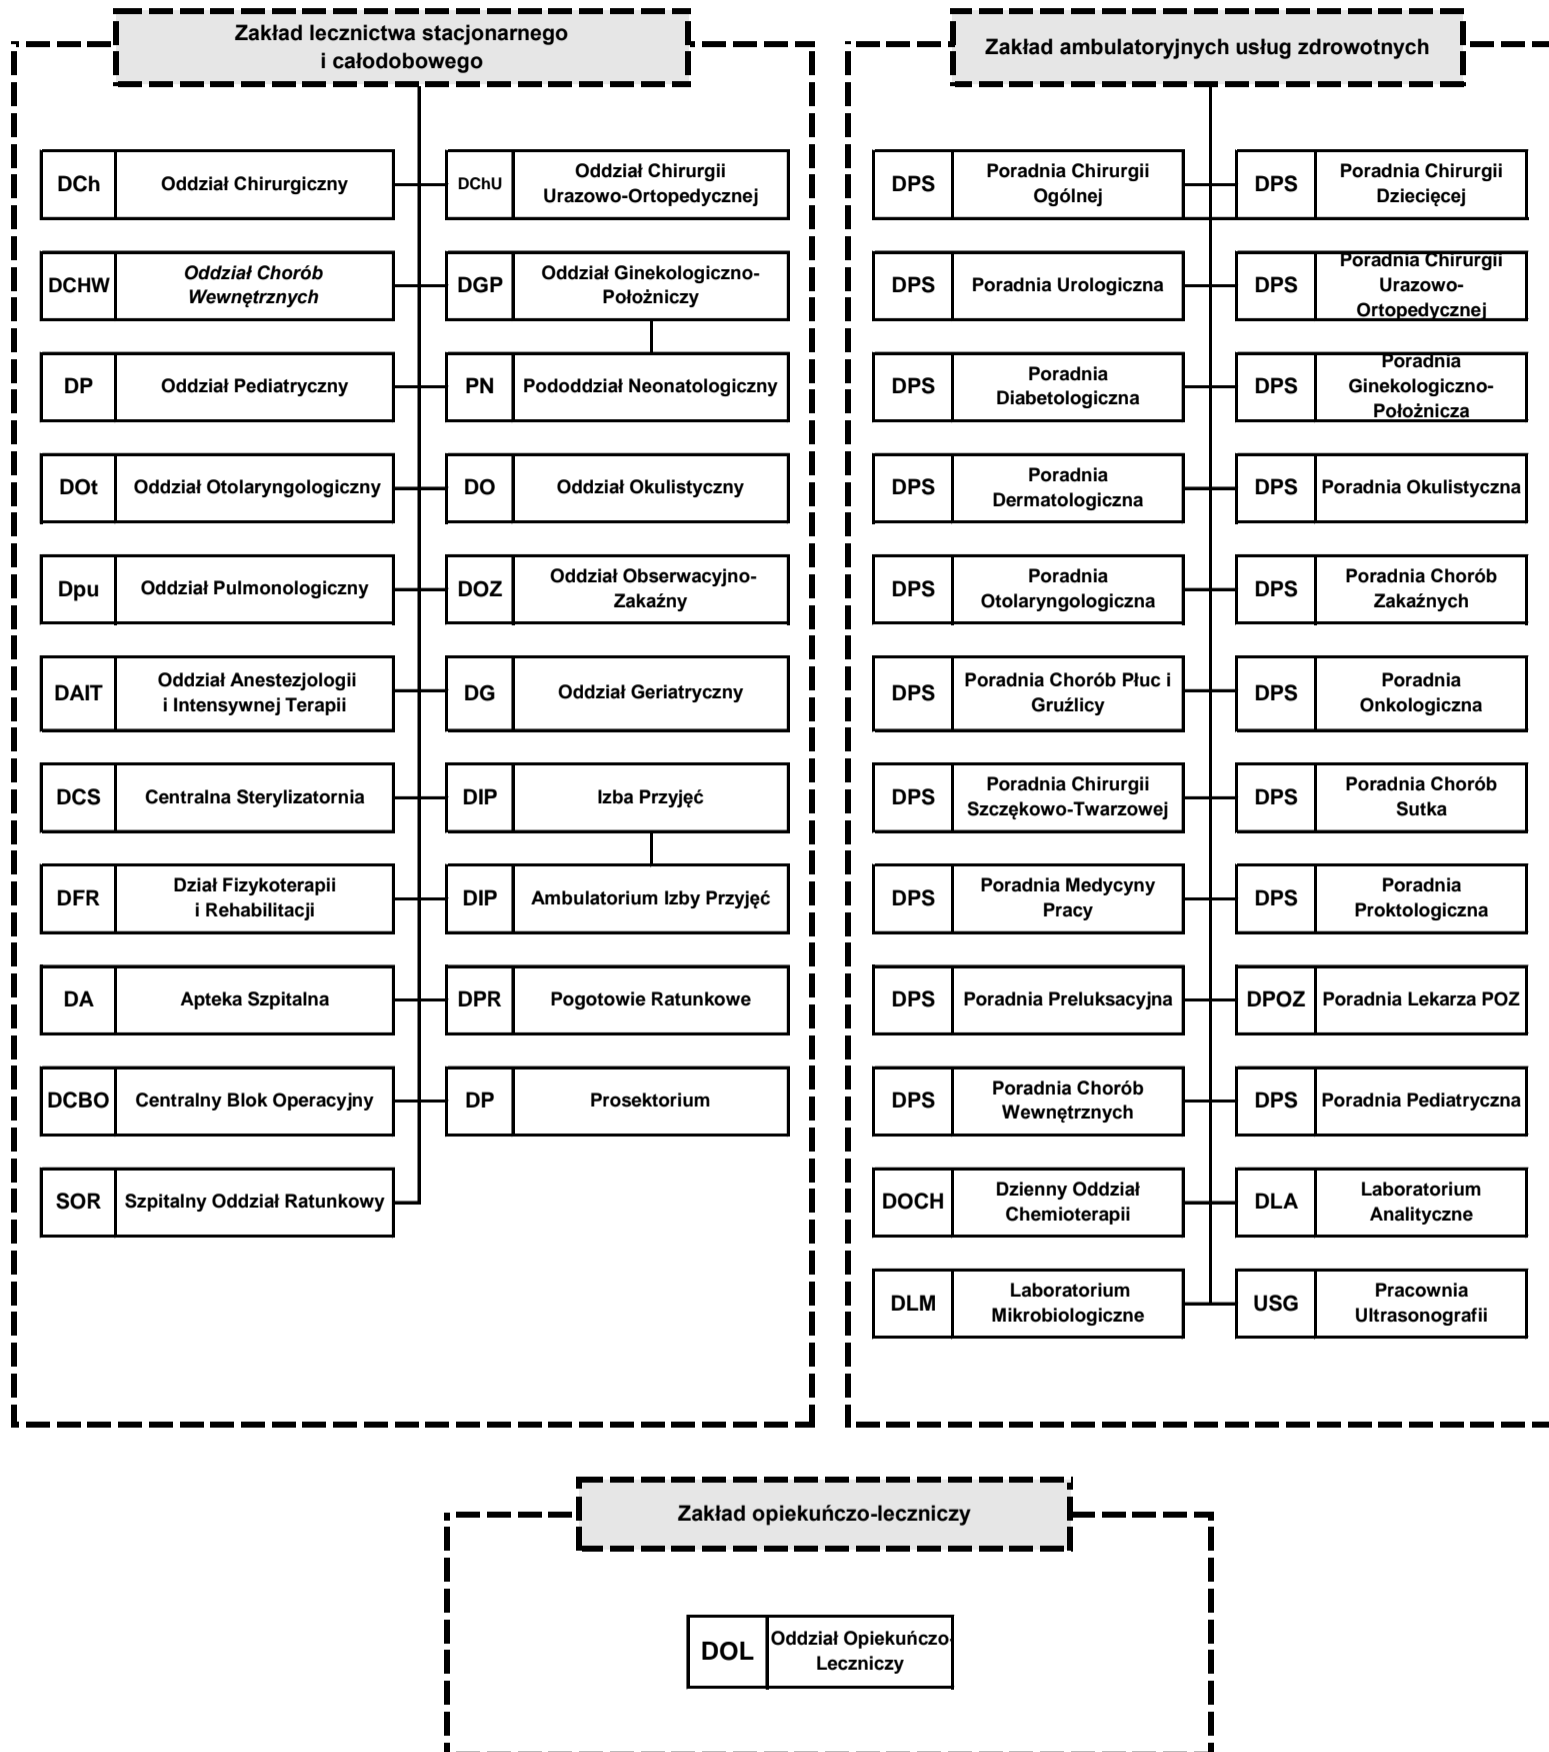 Zakład lecznictwa stacjonarnego
i całodobowego
DCh
Oddział Chirurgiczny
DChU
Oddział Chirurgii
Urazowo-Ortopedycznej
DCHW
Oddział Chorób
Wewnętrznych
DGP
Oddział Ginekologiczno-
Położniczy
DP
Oddział Pediatryczny
PN
Pododdział Neonatologiczny
DOt
Oddział Otolaryngologiczny
DO
Oddział Okulistyczny
Dpu
Oddział Pulmonologiczny
DOZ
Oddział Obserwacyjno-
Zakaźny
DAIT
Oddział Anestezjologii
i Intensywnej Terapii
DG
Oddział Geriatryczny
DCS
Centralna Sterylizatornia
DIP
Izba Przyjęć
DFR
Dział Fizykoterapii
i Rehabilitacji
DIP
Ambulatorium Izby Przyjęć
DA
Apteka Szpitalna
DPR
Pogotowie Ratunkowe
DCBO
Centralny Blok Operacyjny
DP
Prosektorium
SOR
Szpitalny Oddział Ratunkowy
Zakład ambulatoryjnych usług zdrowotnych
DPS
Poradnia Chirurgii
Ogólnej
DPS
Poradnia Chirurgii
Dziecięcej
DPS
Poradnia Urologiczna
DPS
Poradnia Chirurgii
Urazowo-
Ortopedycznej
DPS
Poradnia
Diabetologiczna
DPS
Poradnia
Ginekologiczno-
Położnicza
DPS
Poradnia
Dermatologiczna
DPS
Poradnia Okulistyczna
DPS
Poradnia
Otolaryngologiczna
DPS
Poradnia Chorób
Zakaźnych
DPS
Poradnia Chorób Płuc i
Gruźlicy
DPS
Poradnia
Onkologiczna
DPS
Poradnia Chirurgii
Szczękowo-Twarzowej
DPS
Poradnia Chorób
Sutka
DPS
Poradnia Medycyny
Pracy
DPS
Poradnia
Proktologiczna
DPS
Poradnia Preluksacyjna
DPOZ
Poradnia Lekarza POZ
DPS
Poradnia Chorób
Wewnętrznych
DPS
Poradnia Pediatryczna
DOCH
Dzienny Oddział
Chemioterapii
DLA
Laboratorium
Analityczne
DLM
Laboratorium
Mikrobiologiczne
USG
Pracownia
Ultrasonografii
Zakład opiekuńczo-leczniczy
DOL
Oddział Opiekuńczo-
Leczniczy